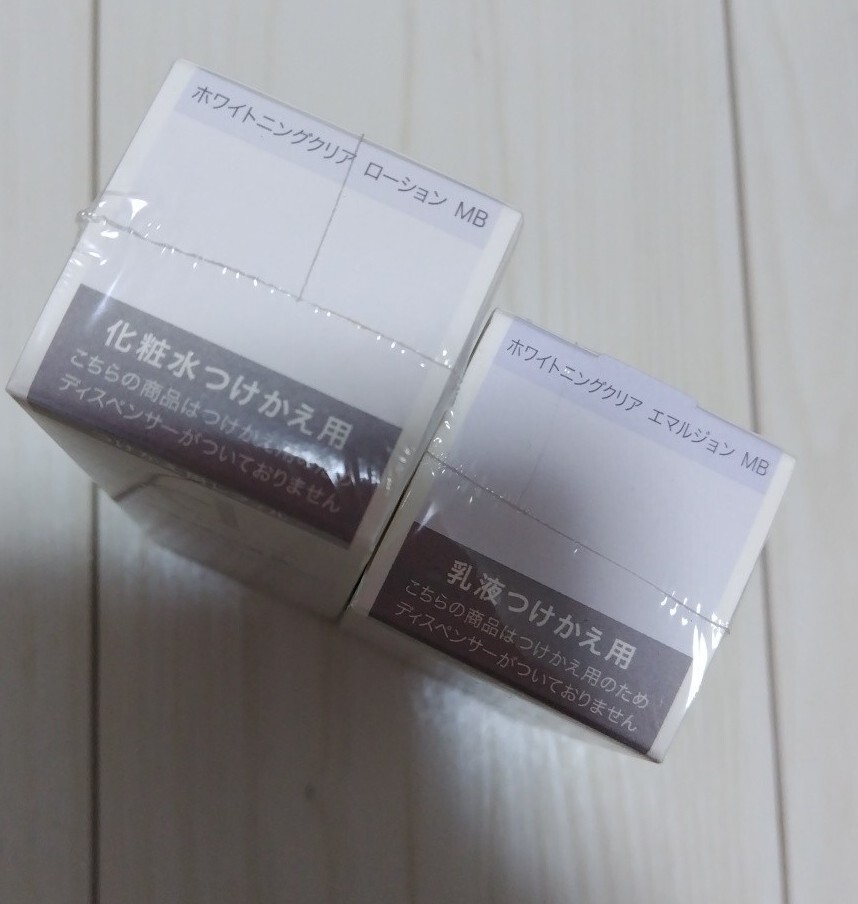 ホワイトニングクリア ローション MB
化粧水つけかえ用
こちらの商品はつけかえ用のため
ディスペンサーがついておりません
ホワイトニングクリア エマルジョン MB
乳液つけかえ用
こちらの商品はつけかえ用のため
ディスペンサーがついておりません